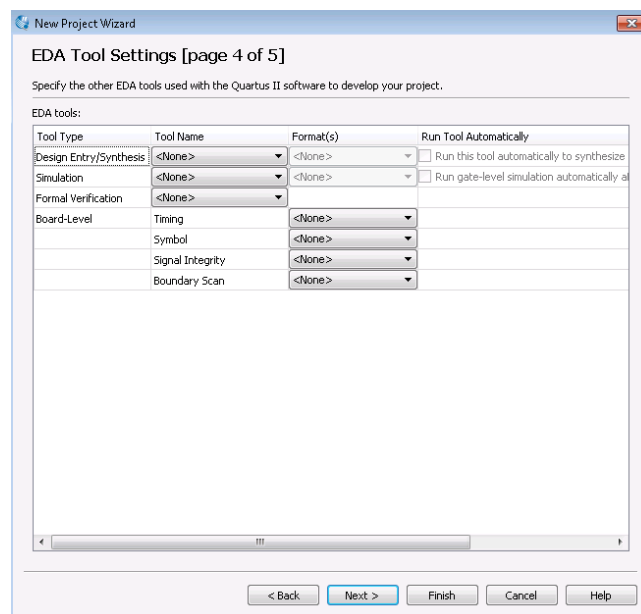 New Project Wizard
EDA Tool Settings [page 4 of 5]
Specify the other EDA tools used with the Quartus II software to develop your project.
EDA tools:
Tool Type Tool Name Format(s) Run Tool Automatically
Design Entry/Synthesis <None> <None> Run this tool automatically to synthesize
Simulation <None> <None> Run gate-level simulation automatically
Formal Verification <None>
Board-Level Timing <None>
Symbol <None>
Signal Integrity <None>
Boundary Scan <None>
< Back Next > Finish Cancel Help